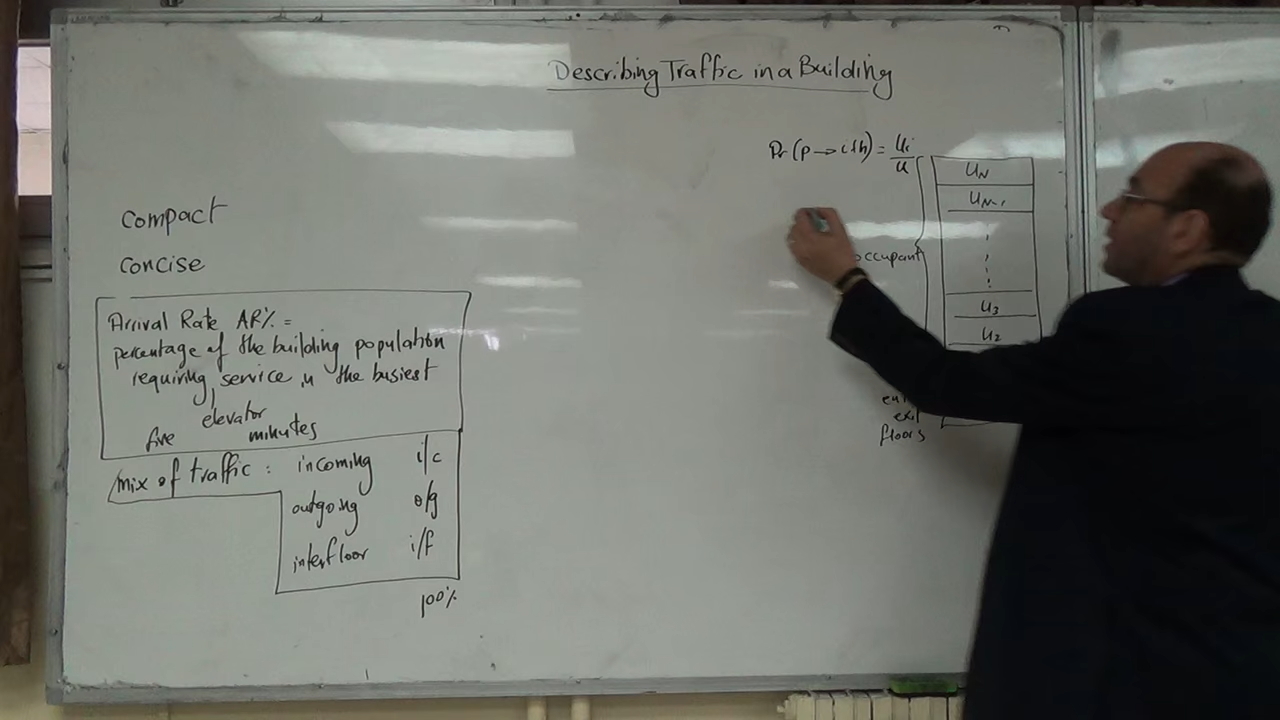 Describing Traffic in a Building
compact
concise
Arrival Rate AR% =
percentage of the building population
requiring service in the busiest
elevator
five minutes
mix of traffic : incoming i/c
outgoing o/g
interfloor i/f
100%
Pr (p→ith) = Ui/U
UN
UN-1
occupant
U3
U2
exit
floors